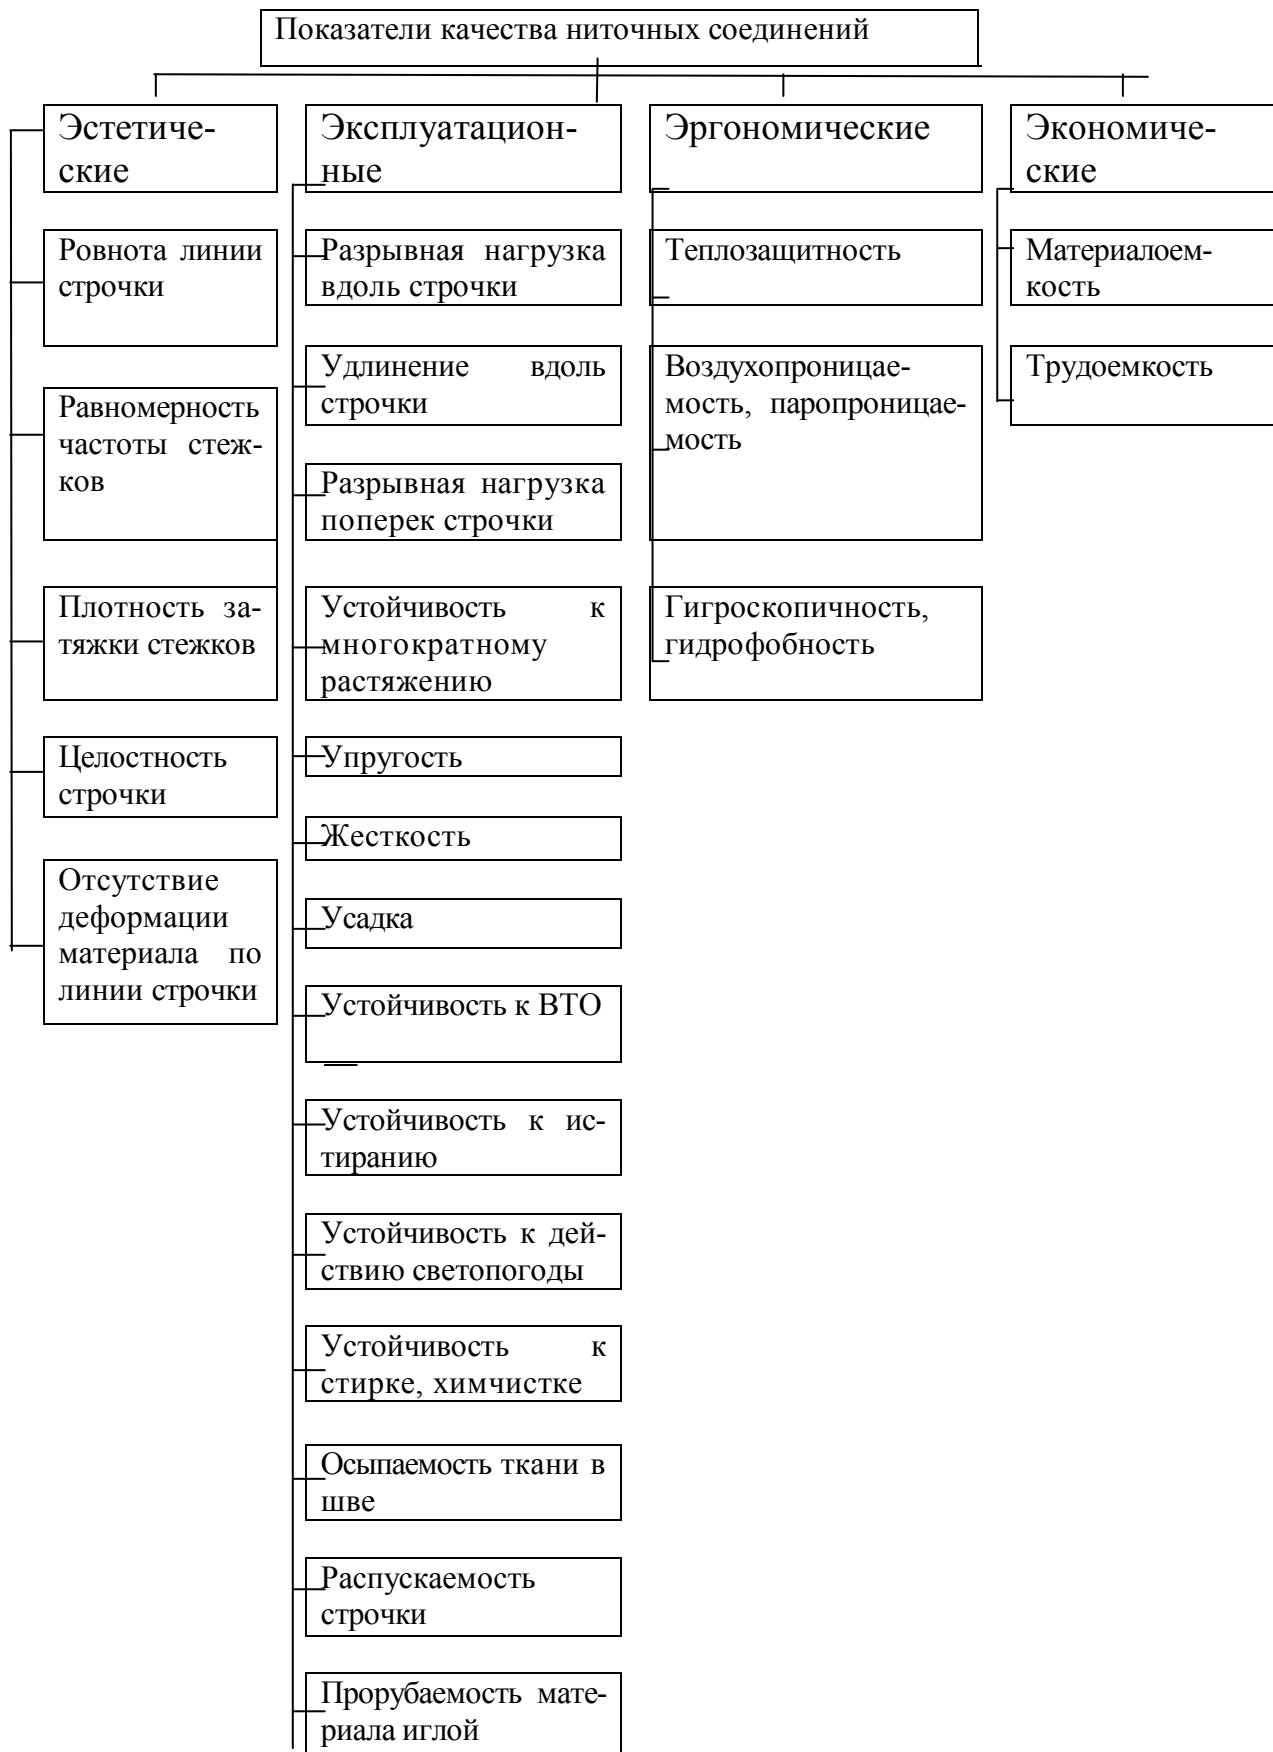 Показатели качества ниточных соединений
Эстетиче-
ские
Ровнота линии
строчки
Равномерность
частоты стеж-
ков
Плотность за-
тяжки стежков
Целостность
строчки
Отсутствие
деформации
материала по
линии строчки
Эксплуатацион-
ные
Разрывная нагрузка
вдоль строчки
Удлинение вдоль
строчки
Разрывная нагрузка
поперек строчки
Устойчивость к
многократному
растяжению
Упругость
Жесткость
Усадка
Устойчивость к ВТО
Устойчивость к ис-
тиранию
Устойчивость к дей-
ствию светопогоды
Устойчивость к
стирке, химчистке
Осыпаемость ткани в
шве
Распускаемость
строчки
Прорубаемость мате-
риала иглой
Эргономические
Теплозащитность
Воздухопроницае-
мость, паропроницае-
мость
Гигроскопичность,
гидрофобность
Экономиче-
ские
Материалоем-
кость
Трудоемкость